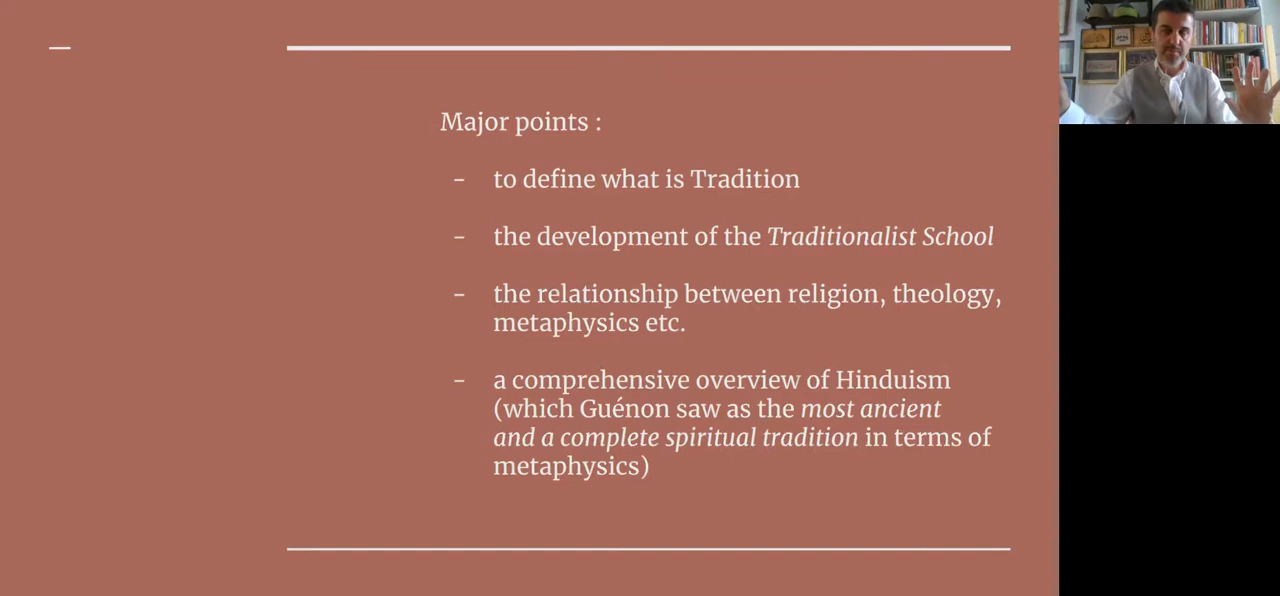 Major points :
- to define what is Tradition
- the development of the Traditionalist School
- the relationship between religion, theology,
metaphysics etc.
- a comprehensive overview of Hinduism
(which Guénon saw as the most ancient
and a complete spiritual tradition in terms of
metaphysics)